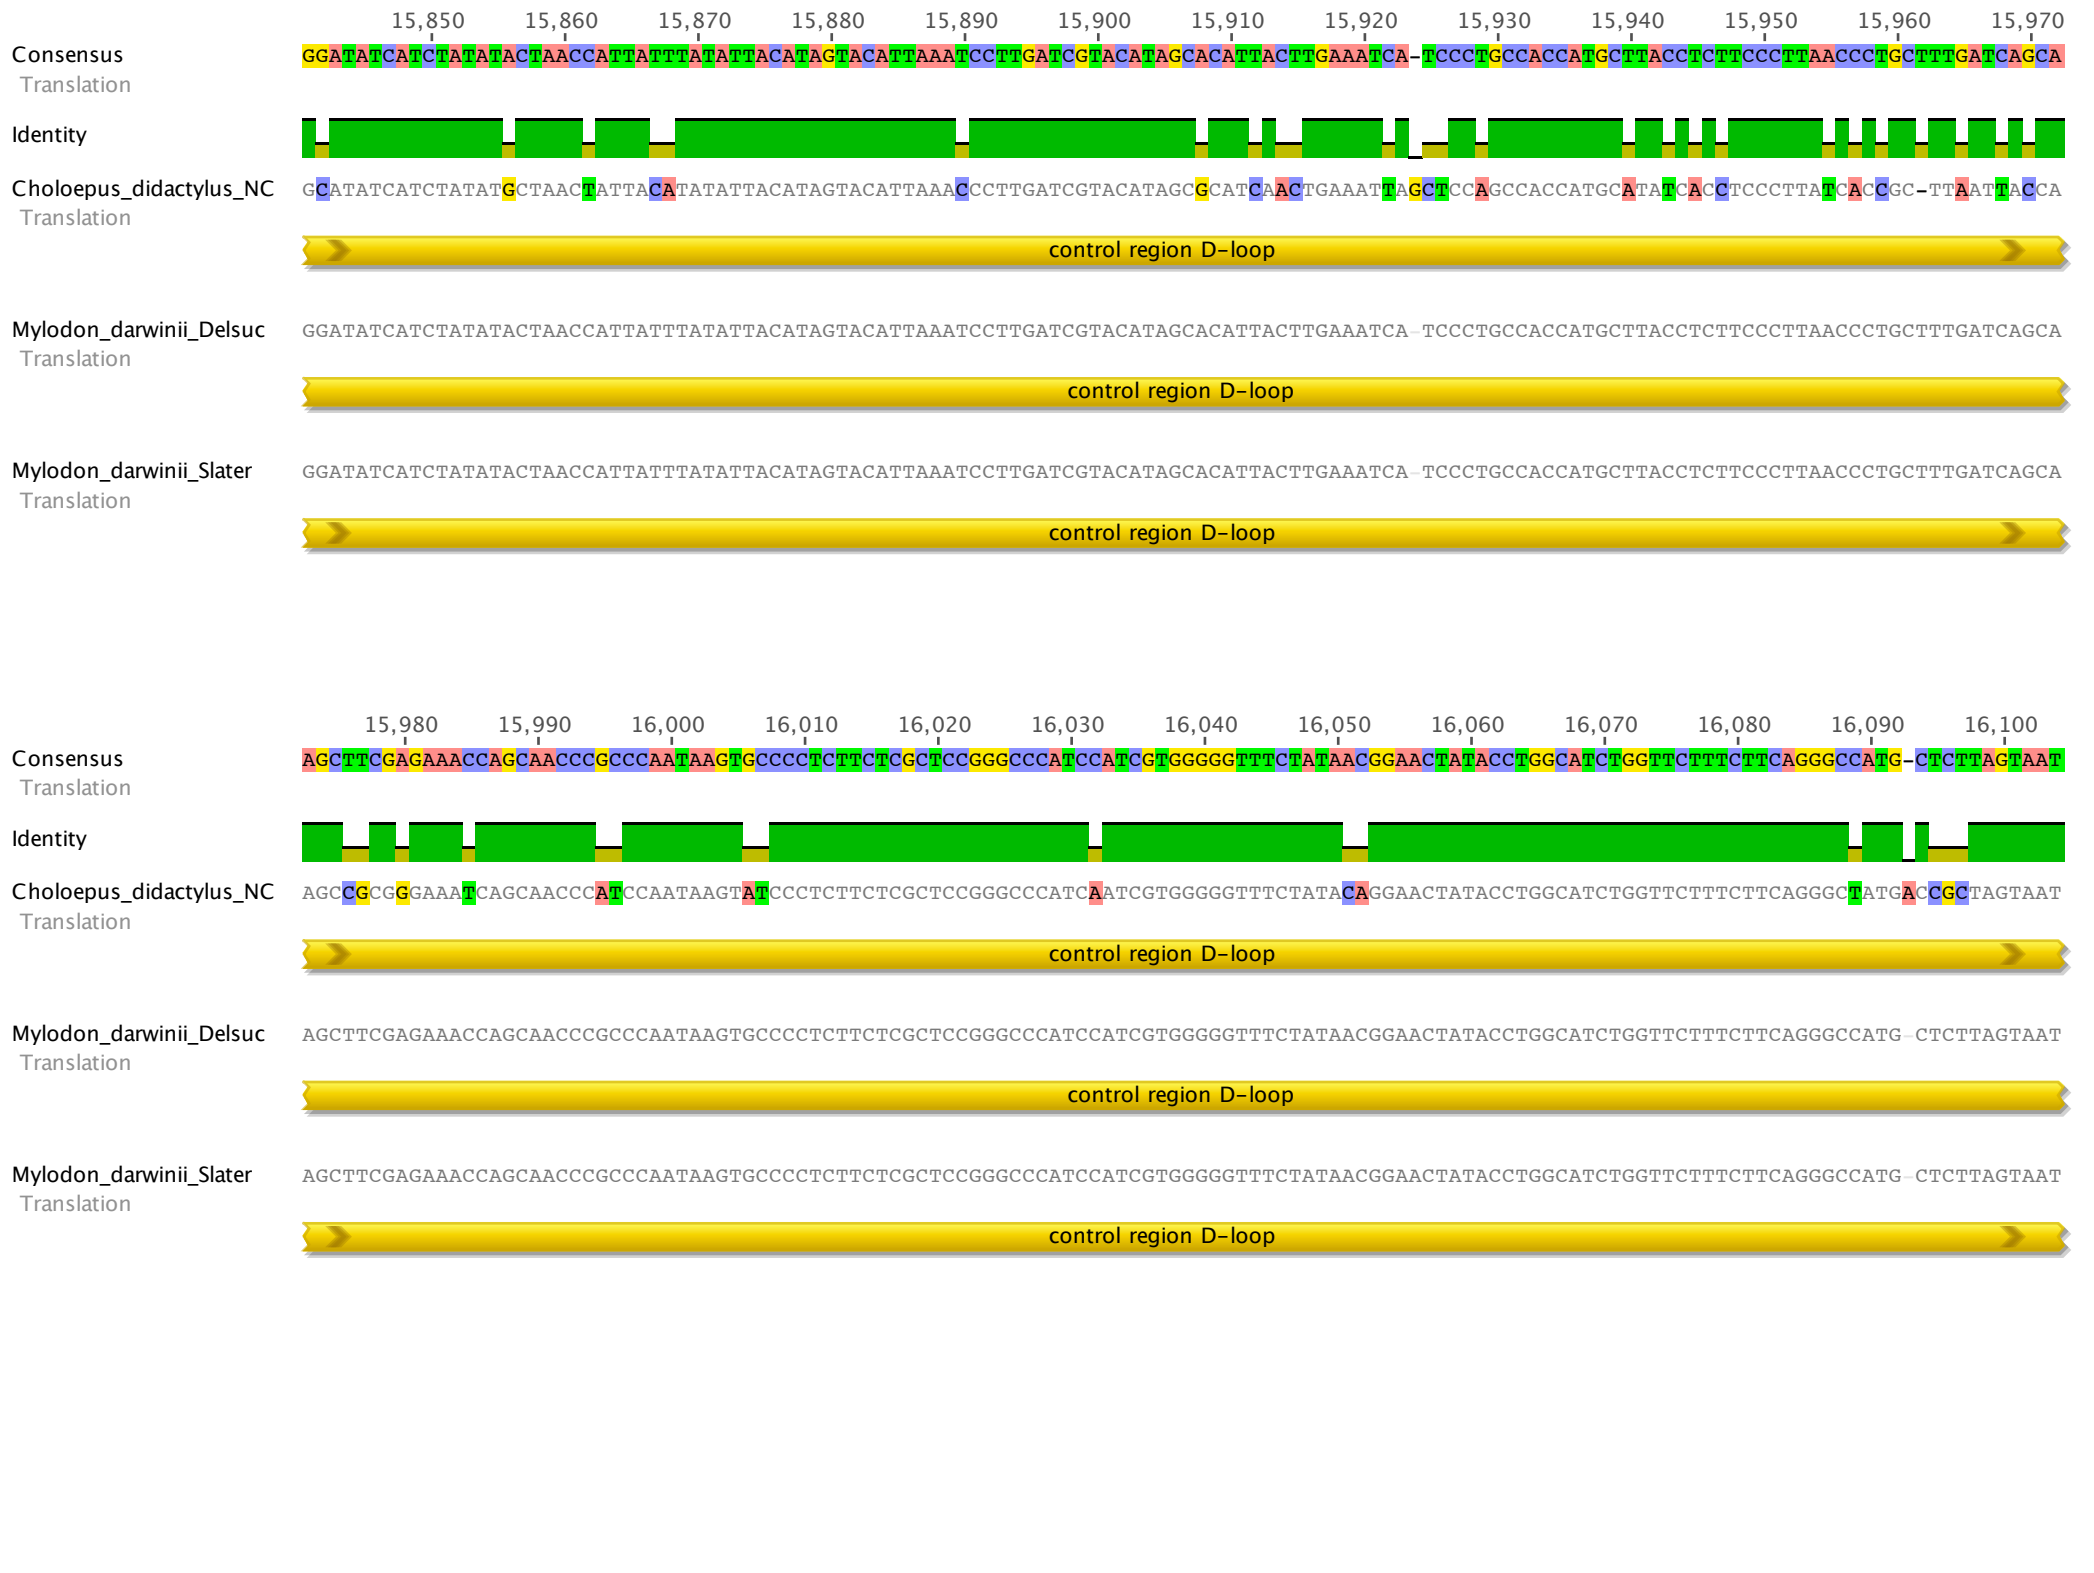 15,850 15,860 15,870 15,880 15,890 15,900 15,910 15,920 15,930 15,940 15,950 15,960 15,970
Consensus GGATATCATCTATATACTAACCATTATTTATATTACATAGTACATTAAATCCTTGATCGTACATAGCACATTACTTGAAATCA-TCCCTGCCACCATGCTTACCTCTTCCCTTAACCCTGCTTTGATCAGCA
Translation
Identity
Choloepus_didactylus_NC GCATATCATCTATATGCTAACTATTACATATATTACATAGTACATTAAACCCTTGATCGTACATAGCGCATCAACTGAAATTAGCTCCAGCCACCATGCATATCACCTCCCTTATCACCGC-TTAATTACCA
Translation
control region D-loop
Mylodon_darwinii_Delsuc GGATATCATCTATATACTAACCATTATTTATATTACATAGTACATTAAATCCTTGATCGTACATAGCACATTACTTGAAATCA-TCCCTGCCACCATGCTTACCTCTTCCCTTAACCCTGCTTTGATCAGCA
Translation
control region D-loop
Mylodon_darwinii_Slater GGATATCATCTATATACTAACCATTATTTATATTACATAGTACATTAAATCCTTGATCGTACATAGCACATTACTTGAAATCA-TCCCTGCCACCATGCTTACCTCTTCCCTTAACCCTGCTTTGATCAGCA
Translation
control region D-loop
15,980 15,990 16,000 16,010 16,020 16,030 16,040 16,050 16,060 16,070 16,080 16,090 16,100
Consensus AGCTTCGAGAAACCAGCAACCCGCCCAATAAGTGCCCCTCTTCTCGCTCCGGGCCCATCCATCGTGGGGGTTTCTATAACGGAACTATACCTGGCATCTGGTTCTTTCTTCAGGGCCATG-CTCTTAGTAAT
Translation
Identity
Choloepus_didactylus_NC AGCCGCGGGAAATCAGCAACCCATCCAATAAGTATCCCTCTTCTCGCTCCGGGCCCATCAATCGTGGGGGTTTCTATACAGGAACTATACCTGGCATCTGGTTCTTTCTTCAGGGCTATGACCGCTAGTAAT
Translation
control region D-loop
Mylodon_darwinii_Delsuc AGCTTCGAGAAACCAGCAACCCGCCCAATAAGTGCCCCTCTTCTCGCTCCGGGCCCATCCATCGTGGGGGTTTCTATAACGGAACTATACCTGGCATCTGGTTCTTTCTTCAGGGCCATG-CTCTTAGTAAT
Translation
control region D-loop
Mylodon_darwinii_Slater AGCTTCGAGAAACCAGCAACCCGCCCAATAAGTGCCCCTCTTCTCGCTCCGGGCCCATCCATCGTGGGGGTTTCTATAACGGAACTATACCTGGCATCTGGTTCTTTCTTCAGGGCCATG-CTCTTAGTAAT
Translation
control region D-loop